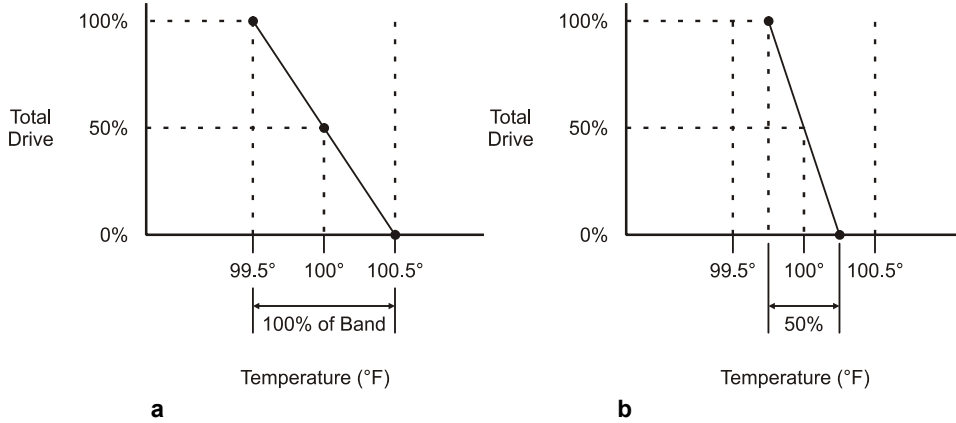 100%
Total
Drive
50%
0%
99.5° 100° 100.5°
100% of Band
Temperature (°F)
a
100%
Total
Drive
50%
0%
99.5° 100° 100.5°
50%
Temperature (°F)
b